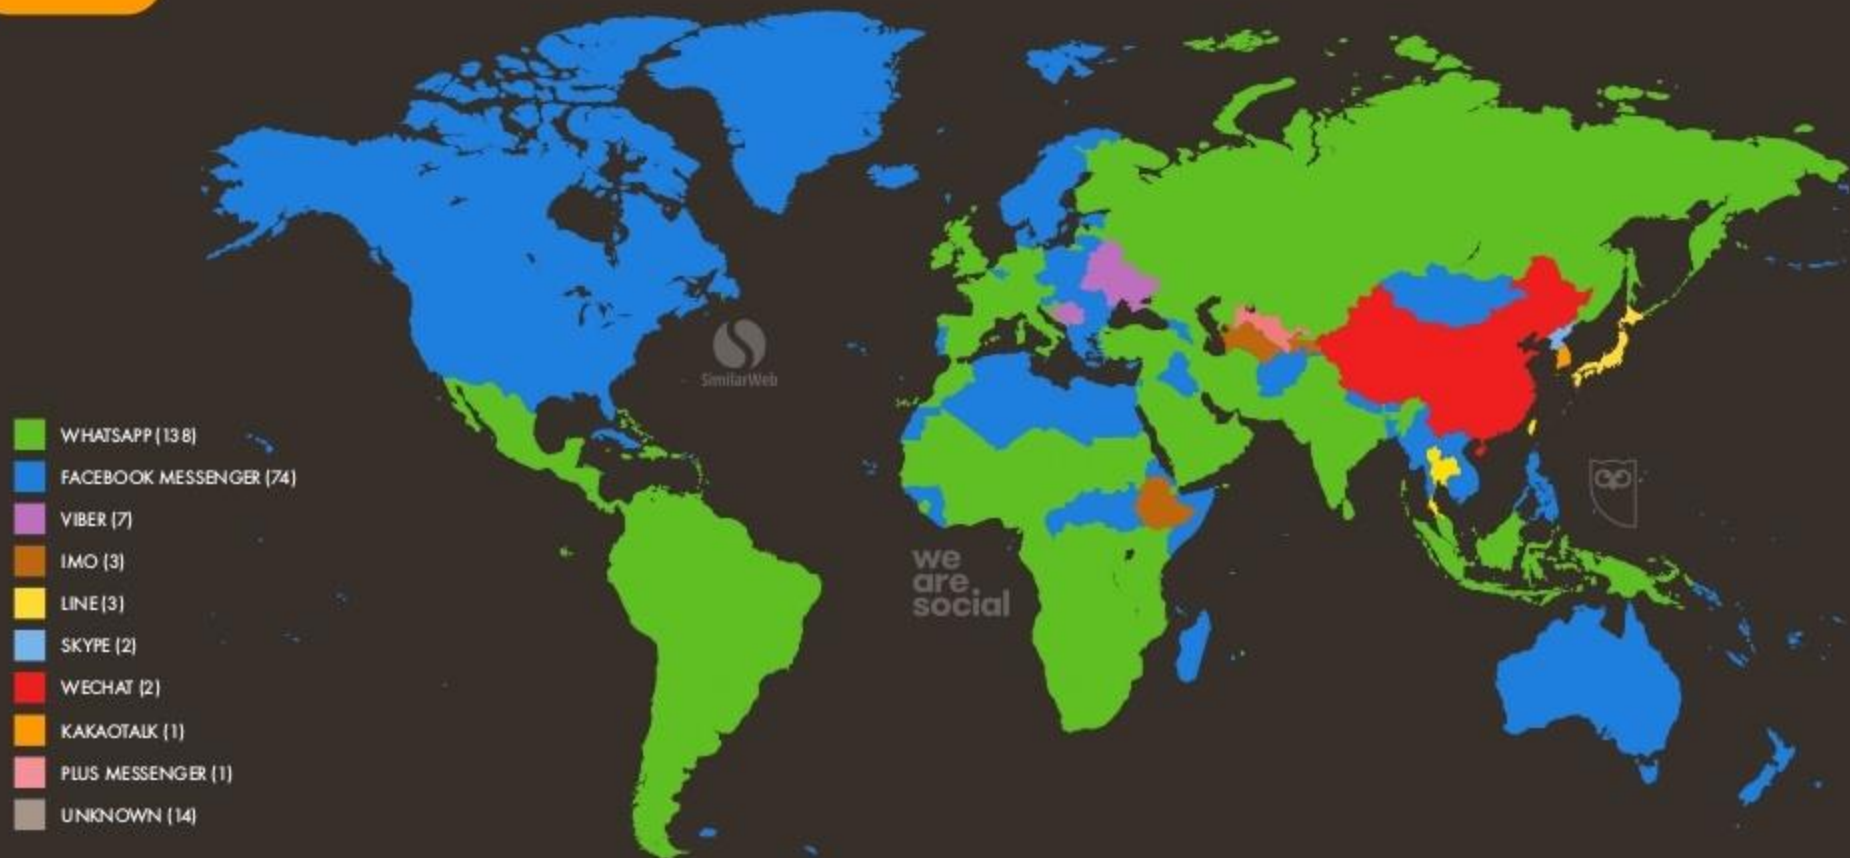 SimilarWeb
WHATSAPP (138)
FACEBOOK MESSENGER (74)
VIBER (7)
IMO (3)
we
are
social
LINE (3)
SKYPE (2)
WECHAT (2)
KAKAOTALK (1)
PLUS MESSENGER (1)
UNKNOWN (14)